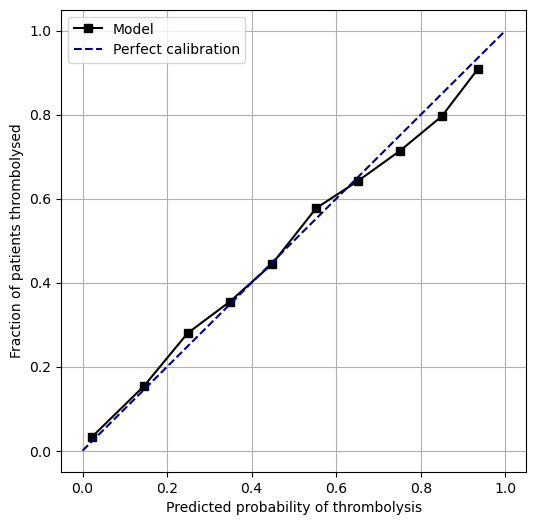 Model
Perfect calibration
1.0
0.8
0.6
0.4
0.2
0.0
Fraction of patients thrombolysed
0.0 0.2 0.4 0.6 0.8 1.0
Predicted probability of thrombolysis